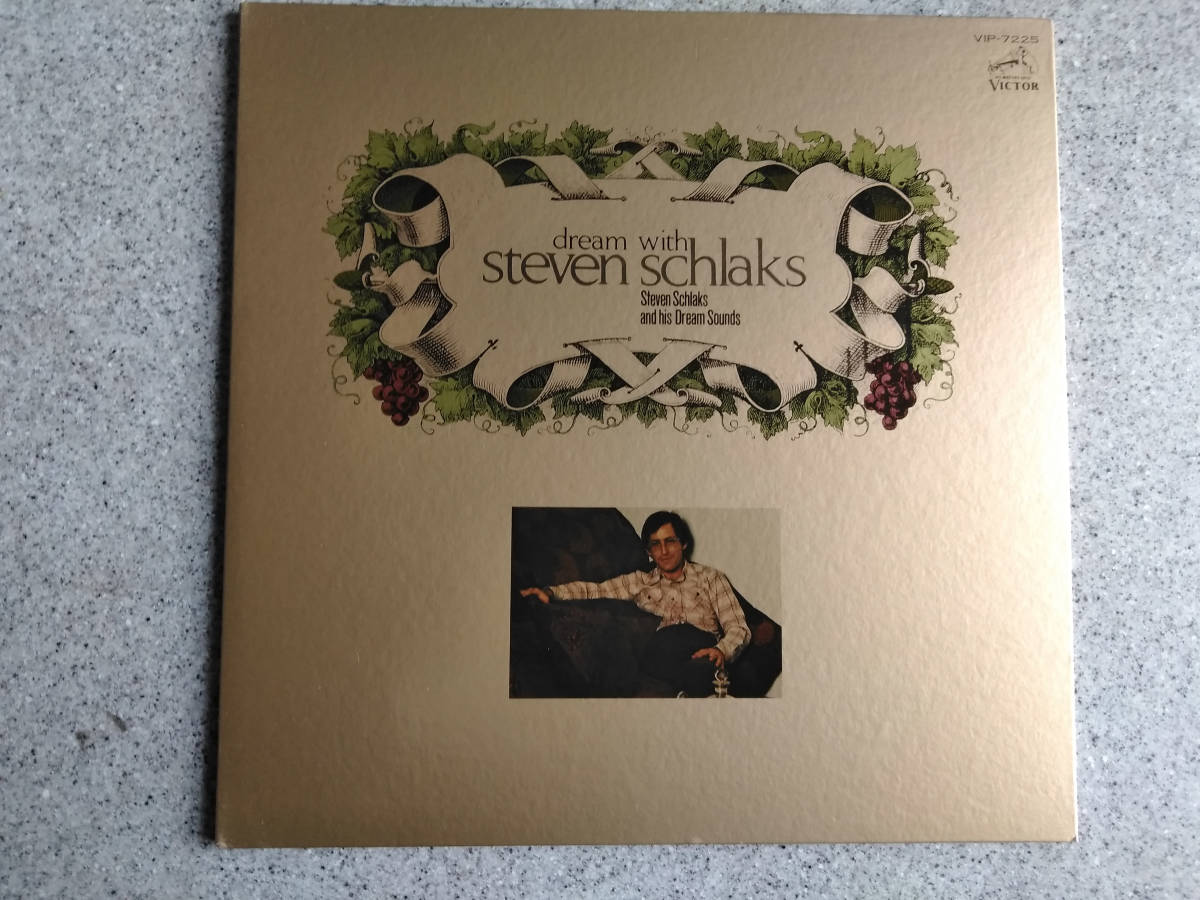 VIP-7225
VICTOR
dream with
steven schlaks
Steven Schlaks
and his Dream Sounds